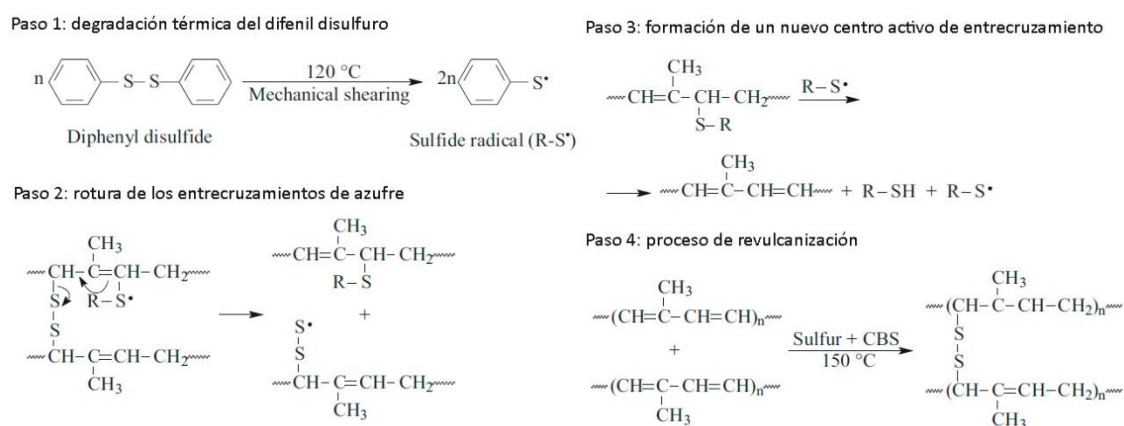 Paso 1: degradación térmica del difenil disulfuro
n
S–S
120 °C
Mechanical shearing
2n
S•
Diphenyl disulfide
Sulfide radical (R-S•)
Paso 2: rotura de los entrecruzamientos de azufre
CH3
CH–C=CH–CH2
S R–S•
S
CH–C=CH–CH2
CH3
CH3
CH=C–CH–CH2
R–S
+
S•
S
CH–C=CH–CH2
CH3
Paso 3: formación de un nuevo centro activo de entrecruzamiento
CH3
CH=C–CH–CH2
S–R
R–S•
CH3
CH=C–CH=CH + R–SH + R–S•
Paso 4: proceso de revulcanización
CH3
(CH=C–CH=CH)n
+
(CH=C–CH=CH)n
CH3
Sulfur + CBS
150 °C
CH3
(CH–C–CH–CH2)n
S
S
(CH–C=CH–CH2)n
CH3